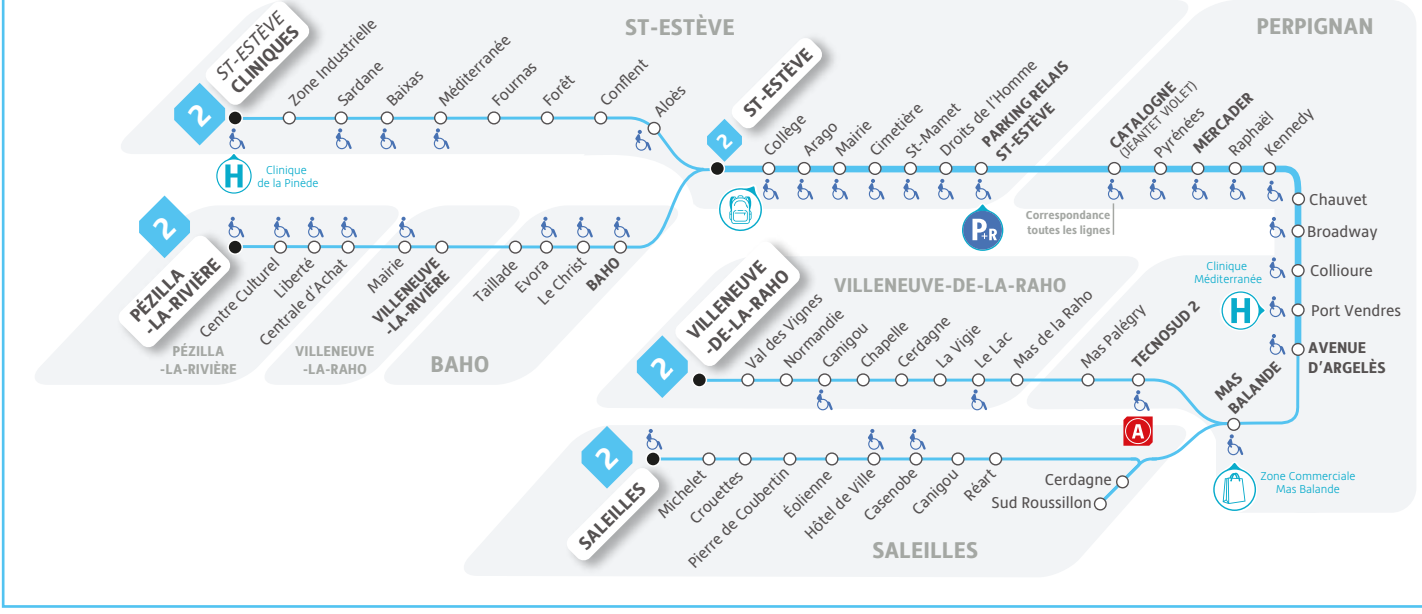 ST-ESTÈVE
PERPIGNAN
2
ST-ESTÈVE
CLINIQUES
Zone Industrielle
Sardane
Baixas
Méditerranée
Fournas
Forêt
Conflent
Aloès
H
Clinique
de la Pinède
2
ST-ESTÈVE
Collège
Arago
Mairie
Cimetière
St-Mamet
Droits de l'Homme
PARKING RELAIS
ST-ESTÈVE
P+R
CATALOGNE
(JEANTET VIOLET)
Pyrénées
MERCADER
Raphaël
Kennedy
Correspondance
toutes les lignes
Chauvet
Broadway
Collioure
Port Vendres
AVENUE
D'ARGELÈS
Clinique
Méditerranée
H
2
PÉZILLA
-LA-RIVIÈRE
Centre Culturel
Liberté
Centrale d'Achat
Mairie
VILLENEUVE
-LA-RIVIÈRE
Taillade
Evora
Le Christ
BAHO
PÉZILLA
-LA-RIVIÈRE
VILLENEUVE
-LA-RAHO
BAHO
VILLENEUVE-DE-LA-RAHO
2
VILLENEUVE
-DE-LA-RAHO
Val des Vignes
Normandie
Canigou
Chapelle
Cerdagne
La Vigie
Le Lac
Mas de la Raho
Mas Palégry
TECNOSUD 2
A
MAS
BALANDE
Zone Commerciale
Mas Balande
2
SALEILLES
Michelet
Crouettes
Pierre de Coubertin
Éolienne
Hôtel de Ville
Casenobe
Canigou
Réart
Cerdagne
Sud Roussillon
SALEILLES